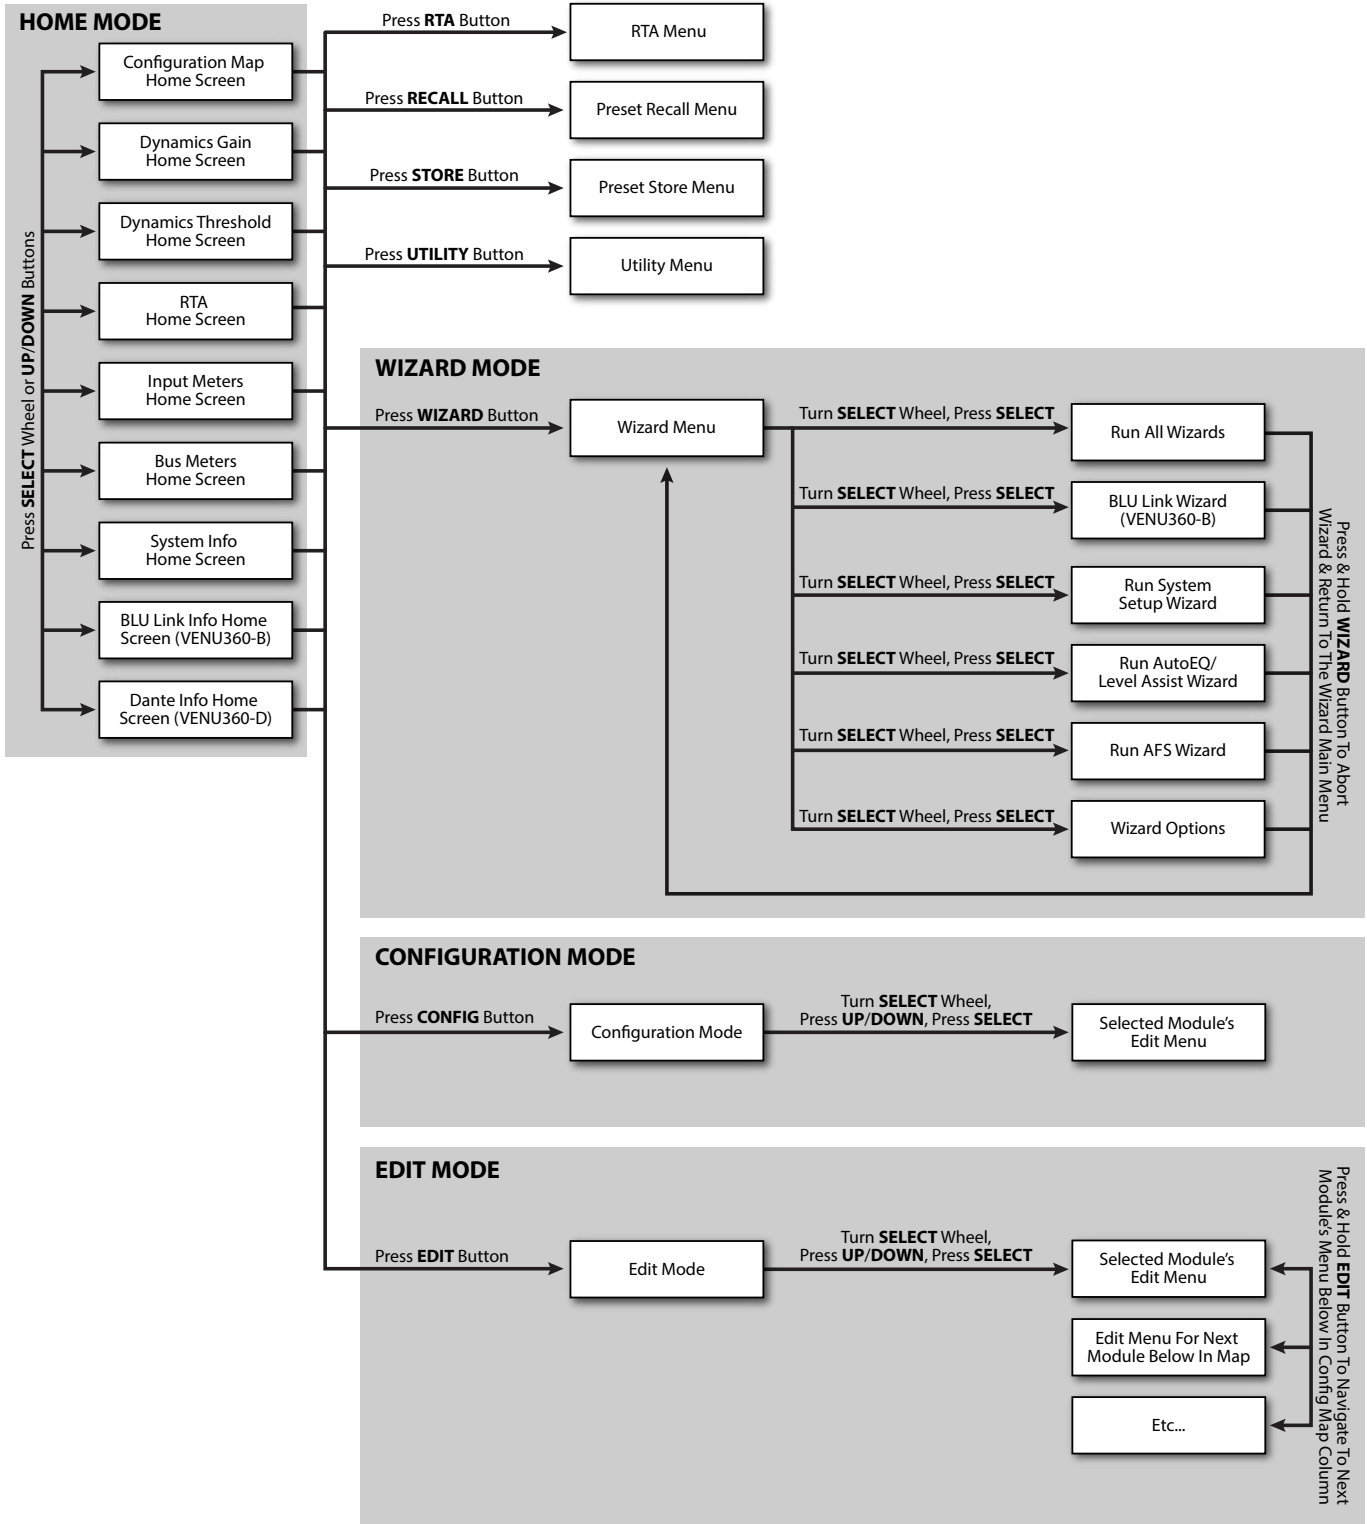 HOME MODE
Configuration Map
Home Screen
Dynamics Gain
Home Screen
Dynamics Threshold
Home Screen
RTA
Home Screen
Input Meters
Home Screen
Bus Meters
Home Screen
System Info
Home Screen
BLU Link Info Home
Screen (VENU360-B)
Dante Info Home
Screen (VENU360-D)
Press SELECT Wheel or UP/DOWN Buttons
Press RTA Button
RTA Menu
Press RECALL Button
Preset Recall Menu
Press STORE Button
Preset Store Menu
Press UTILITY Button
Utility Menu
WIZARD MODE
Press WIZARD Button
Wizard Menu
Turn SELECT Wheel, Press SELECT
Run All Wizards
Turn SELECT Wheel, Press SELECT
BLU Link Wizard
(VENU360-B)
Turn SELECT Wheel, Press SELECT
Run System
Setup Wizard
Turn SELECT Wheel, Press SELECT
Run AutoEQ/
Level Assist Wizard
Turn SELECT Wheel, Press SELECT
Run AFS Wizard
Turn SELECT Wheel, Press SELECT
Wizard Options
Press & Hold WIZARD Button To Abort
Wizard & Return To The Wizard Main Menu
CONFIGURATION MODE
Press CONFIG Button
Configuration Mode
Turn SELECT Wheel,
Press UP/DOWN, Press SELECT
Selected Module's
Edit Menu
EDIT MODE
Press EDIT Button
Edit Mode
Turn SELECT Wheel,
Press UP/DOWN, Press SELECT
Selected Module's
Edit Menu
Edit Menu For Next
Module Below In Map
Etc...
Press & Hold EDIT Button To Navigate To Next
Module's Menu Below In Config Map Column